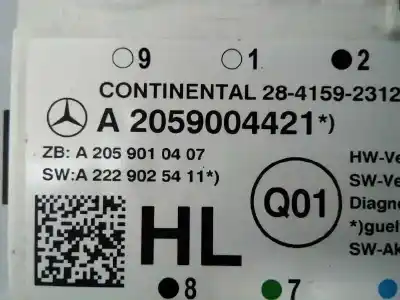 9 1 2
CONTINENTAL 28-4159-2312
A 2059004421*)
ZB: A 205 901 04 07
SW: A 222 902 54 11*)
HL
Q01
HW-Ve
SW-Ve
Diagn
*)guel
SW-Ak
8 7